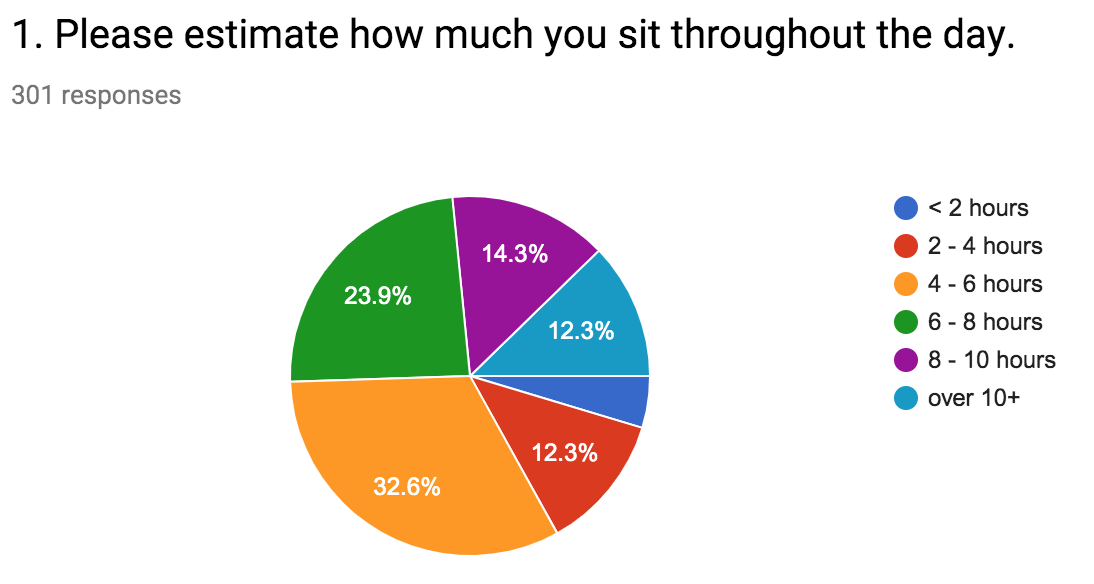 1. Please estimate how much you sit throughout the day.
301 responses
14.3%
23.9%
12.3%
12.3%
32.6%
< 2 hours
2 - 4 hours
4 - 6 hours
6 - 8 hours
8 - 10 hours
over 10+